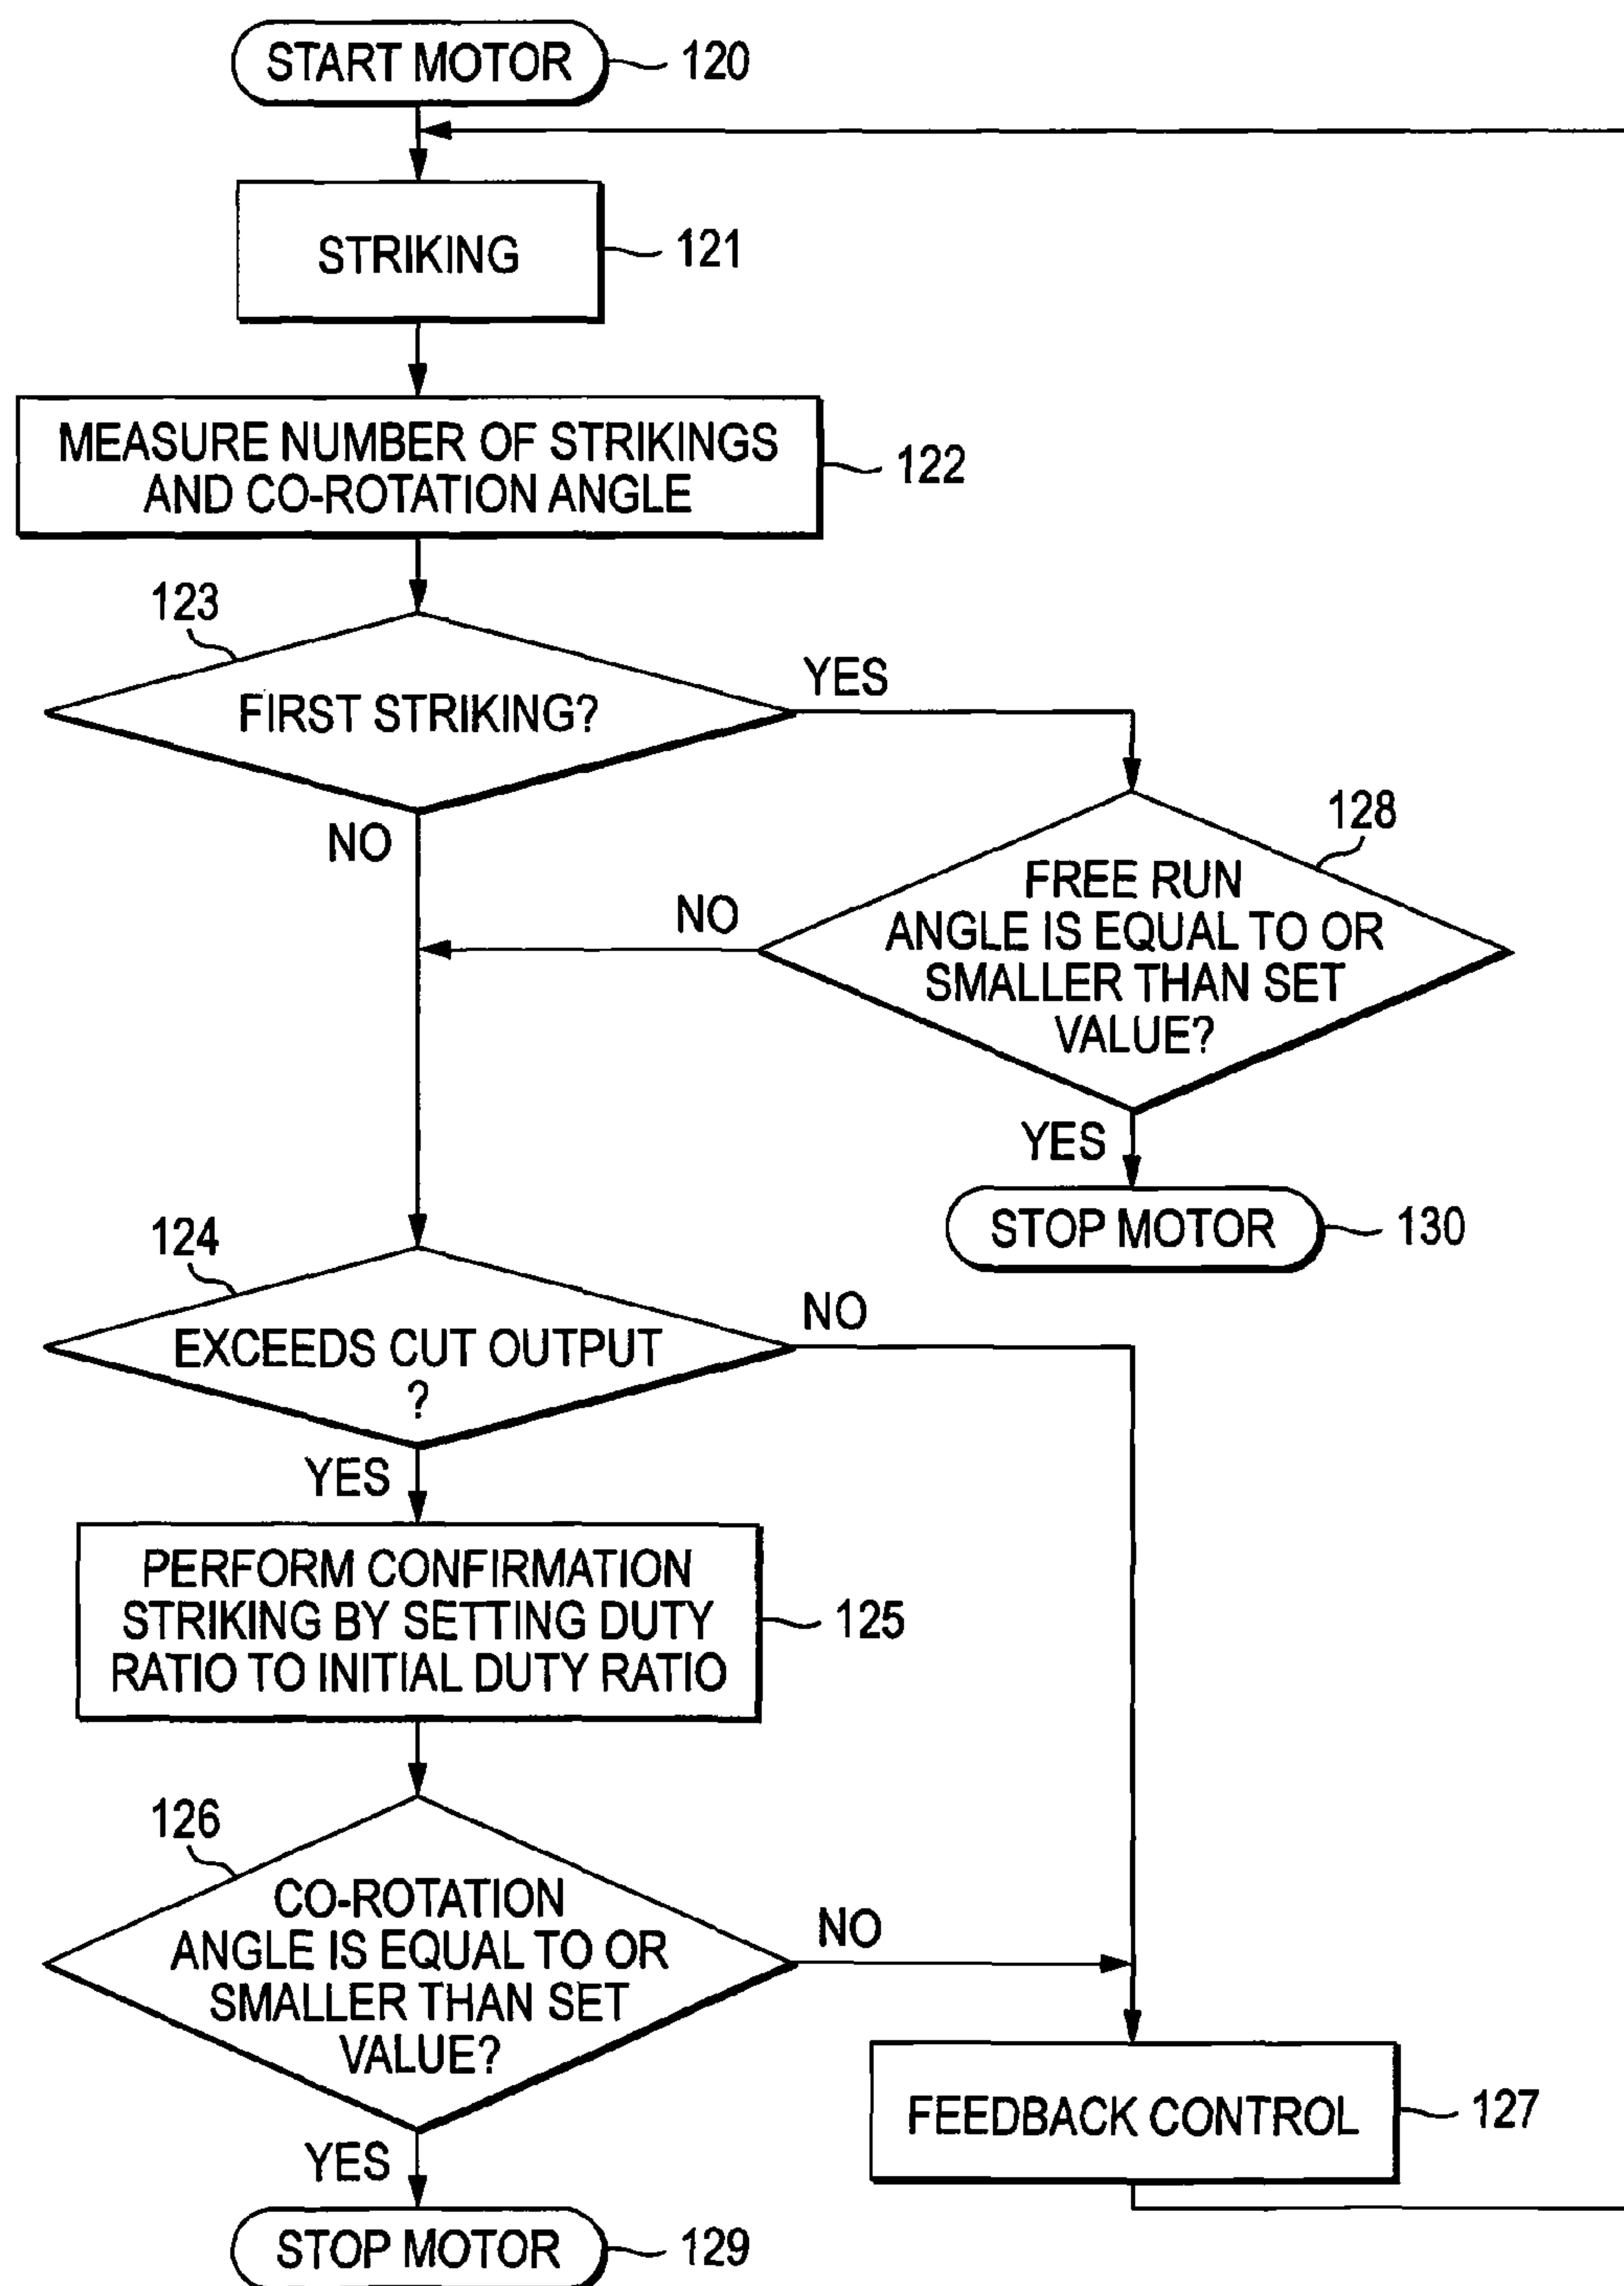 START MOTOR
120
STRIKING
121
MEASURE NUMBER OF STRIKINGS
AND CO-ROTATION ANGLE
122
123
FIRST STRIKING?
YES
NO
128
FREE RUN
ANGLE IS EQUAL TO OR
SMALLER THAN SET
VALUE?
NO
YES
STOP MOTOR
130
124
EXCEEDS CUT OUTPUT
?
NO
YES
PERFORM CONFIRMATION
STRIKING BY SETTING DUTY
RATIO TO INITIAL DUTY RATIO
125
126
CO-ROTATION
ANGLE IS EQUAL TO OR
SMALLER THAN SET
VALUE?
NO
YES
FEEDBACK CONTROL
127
STOP MOTOR
129